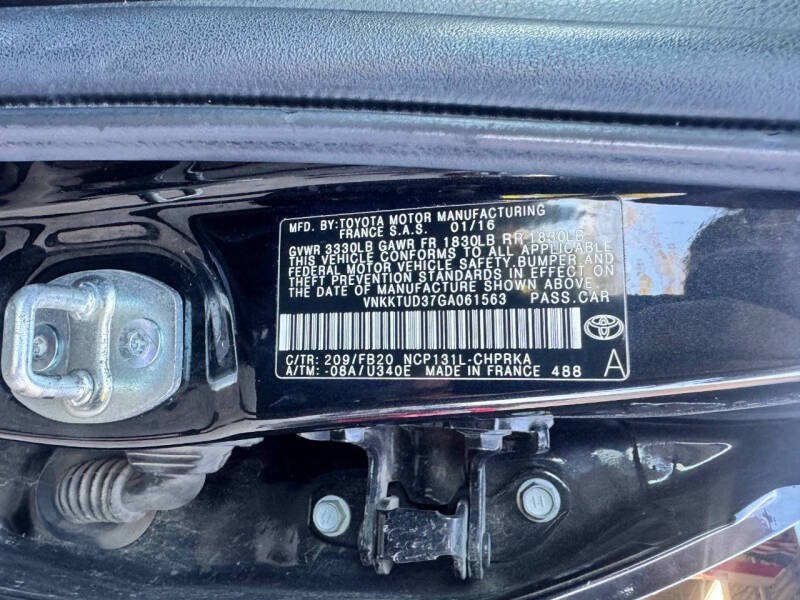 MFD. BY:TOYOTA MOTOR MANUFACTURING
FRANCE S.A.S. 01/16
GVWR 3330LB GAWR FR 1830LB RR 1830LB
THIS VEHICLE CONFORMS TO ALL APPLICABLE
FEDERAL MOTOR VEHICLE SAFETY,BUMPER AND
THEFT PREVENTION STANDARDS IN EFFECT ON
THE DATE OF MANUFACTURE SHOWN ABOVE.
VNKKTUD37GA061563 PASS.CAR
C/TR: 209/FB20 NCP131L-CHPRKA
A/TM: -08A/U340E MADE IN FRANCE 488
A